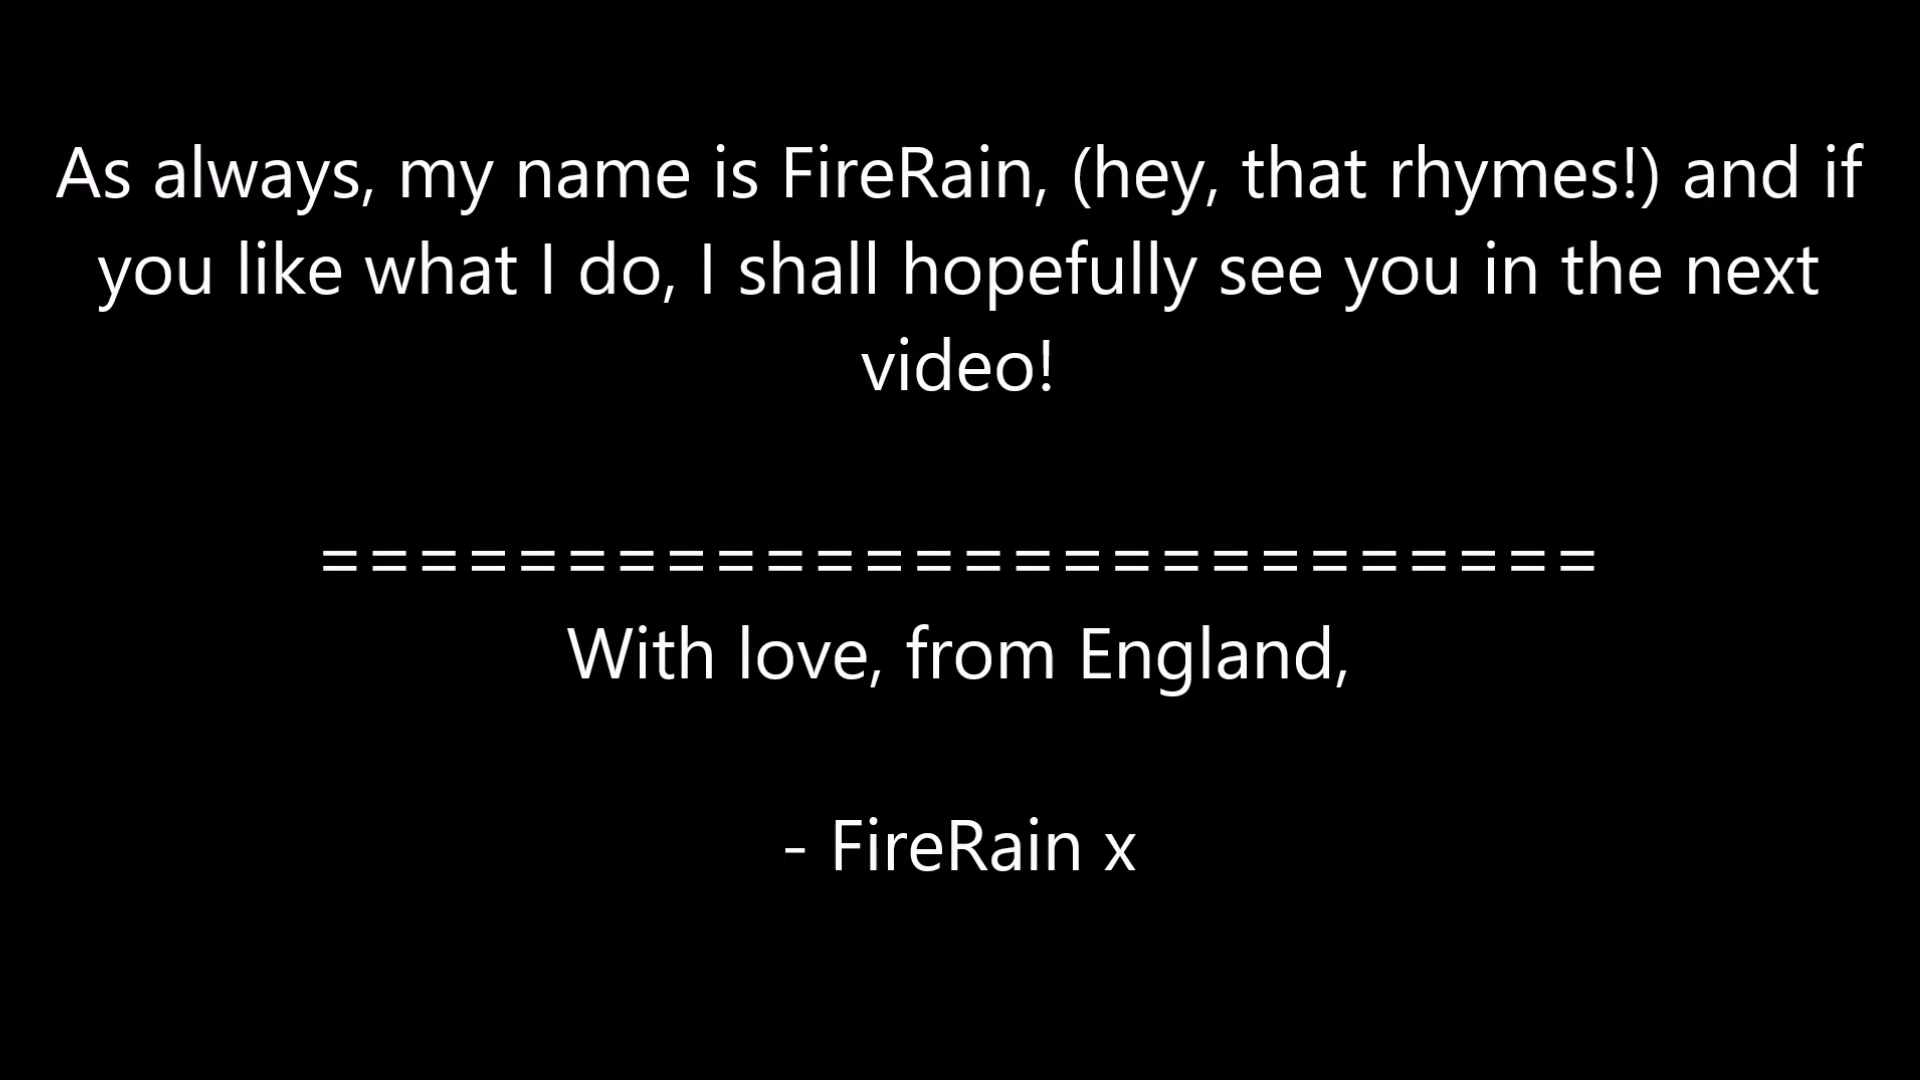 As always, my name is FireRain, (hey, that rhymes!) and if
you like what I do, I shall hopefully see you in the next
video!
==========================
With love, from England,
- FireRain x